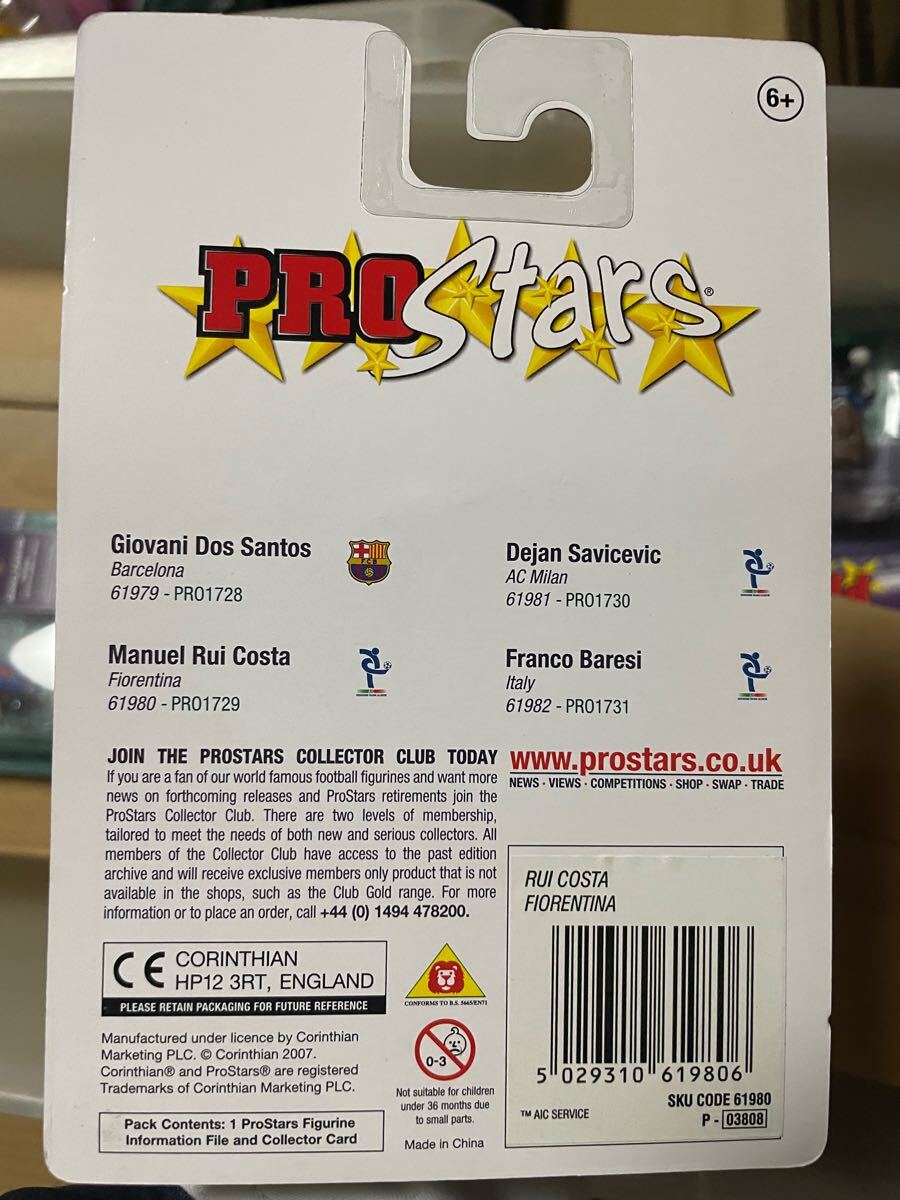 6+
PROStars®
Giovani Dos Santos
Barcelona
61979 - PRO1728
FCB
Dejan Savicevic
AC Milan
61981 - PRO1730
Manuel Rui Costa
Fiorentina
61980 - PRO1729
Franco Baresi
Italy
61982 - PRO1731
JOIN THE PROSTARS COLLECTOR CLUB TODAY
If you are a fan of our world famous football figurines and want more
news on forthcoming releases and ProStars retirements join the
ProStars Collector Club. There are two levels of membership,
tailored to meet the needs of both new and serious collectors. All
members of the Collector Club have access to the past edition
archive and will receive exclusive members only product that is not
available in the shops, such as the Club Gold range. For more
information or to place an order, call +44 (0) 1494 478200.
www.prostars.co.uk
NEWS · VIEWS · COMPETITIONS · SHOP · SWAP · TRADE
CE CORINTHIAN
HP12 3RT, ENGLAND
PLEASE RETAIN PACKAGING FOR FUTURE REFERENCE
CONFORMS TO B.S. 5665/EN71
0-3
Not suitable for children
under 36 months due
to small parts.
Made in China
Manufactured under licence by Corinthian
Marketing PLC. © Corinthian 2007.
Corinthian® and ProStars® are registered
Trademarks of Corinthian Marketing PLC.
Pack Contents: 1 ProStars Figurine
Information File and Collector Card
RUI COSTA
FIORENTINA
5 029310 619806
SKU CODE 61980
™ AIC SERVICE
P - 03808